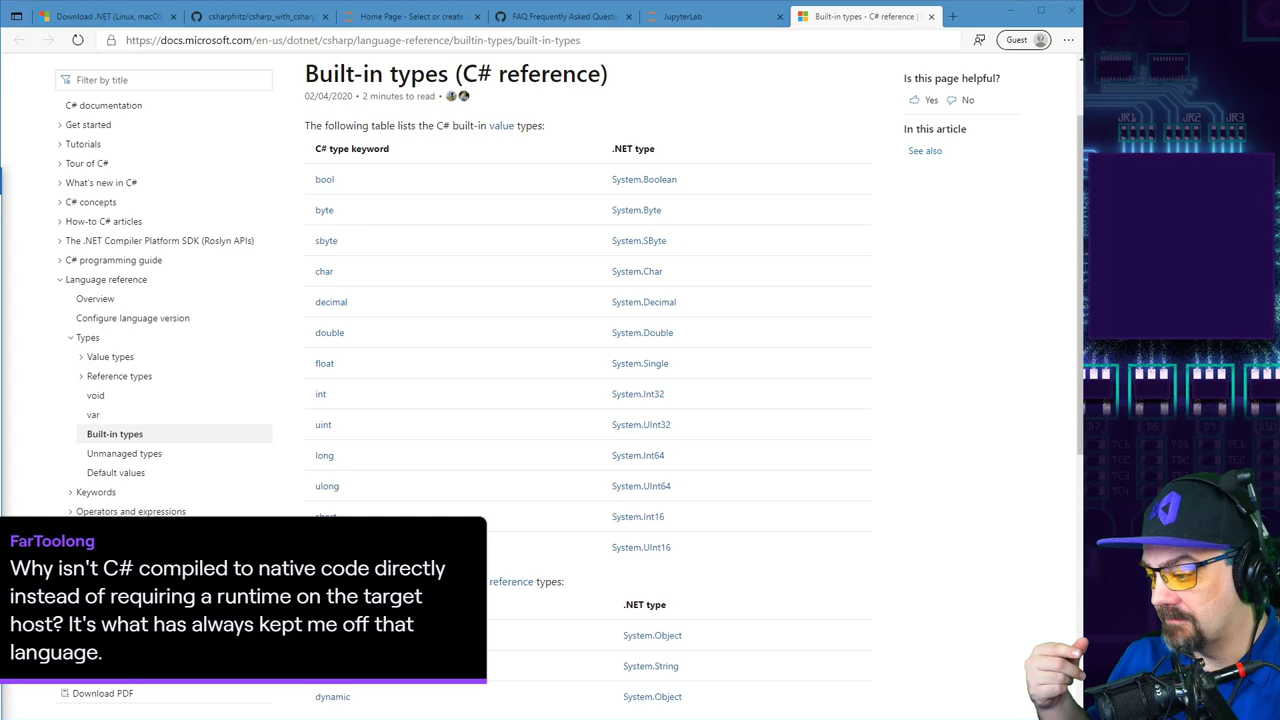 Download .NET (Linux, macOS
csharpfritz/csharp_with_csharp
Home Page - Select or create
FAQ Frequently Asked Questi
JupyterLab
Built-in types - C# reference |
https://docs.microsoft.com/en-us/dotnet/csharp/language-reference/builtin-types/built-in-types
Guest
Filter by title
C# documentation
Get started
Tutorials
Tour of C#
What's new in C#
C# concepts
How-to C# articles
The .NET Compiler Platform SDK (Roslyn APIs)
C# programming guide
Language reference
Overview
Configure language version
Types
Value types
Reference types
void
var
Built-in types
Unmanaged types
Default values
Keywords
Operators and expressions
Download PDF
Built-in types (C# reference)
02/04/2020 • 2 minutes to read •
The following table lists the C# built-in value types:
C# type keyword .NET type
bool System.Boolean
byte System.Byte
sbyte System.SByte
char System.Char
decimal System.Decimal
double System.Double
float System.Single
int System.Int32
uint System.UInt32
long System.Int64
ulong System.UInt64
short System.Int16
System.UInt16
reference types:
.NET type
System.Object
System.String
dynamic System.Object
Is this page helpful?
Yes No
In this article
See also
FarToolong
Why isn't C# compiled to native code directly
instead of requiring a runtime on the target
host? It's what has always kept me off that
language.
JR1 JR2 JR3